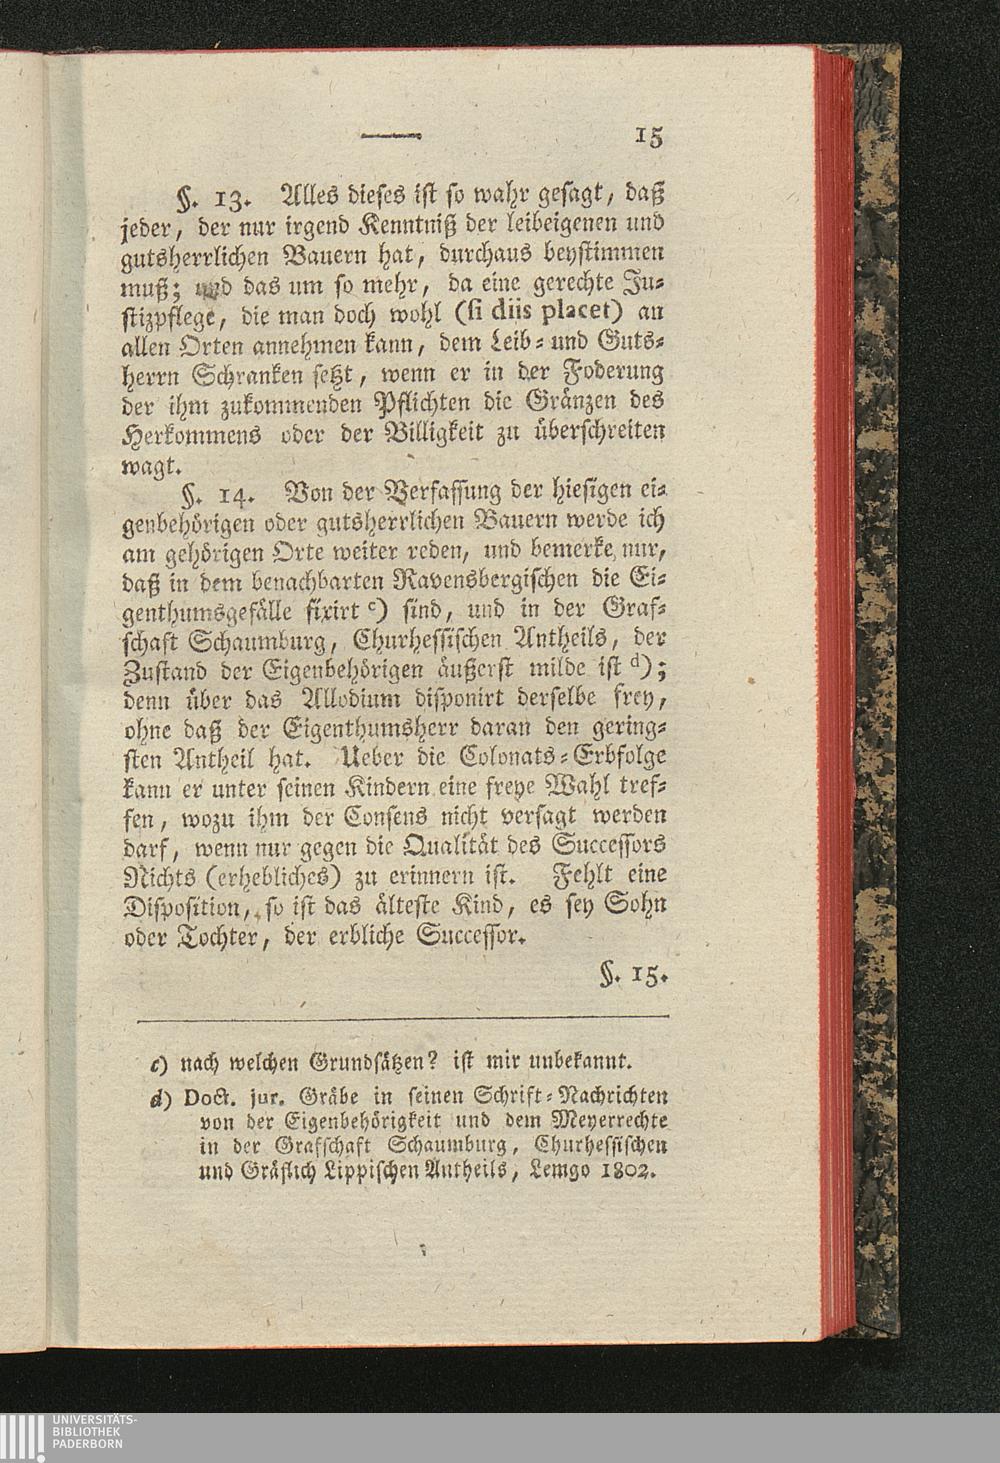 15
§. 13. Alles dieses ist so wahr gesagt, daß
jeder, der nur irgend Kenntniß der leibeigenen und
gutsherrlichen Bauern hat, durchaus beystimmen
muß; und das um so mehr, da eine gerechte Ju⸗
stizpflege, die man doch wohl (si diis placet) an
allen Orten annehmen kann, dem Leib⸗ und Guts⸗
herrn Schranken setzt, wenn er in der Foderung
der ihm zukommenden Pflichten die Gränzen des
Herkommens oder der Billigkeit zu überschreiten
wagt.
§. 14. Von der Verfassung der hiesigen ei⸗
genbehörigen oder gutsherrlichen Bauern werde ich
am gehörigen Orte weiter reden, und bemerke nur,
daß in dem benachbarten Ravensbergischen die Ei⸗
genthumsgefälle fixirt c) sind, und in der Graf⸗
schaft Schaumburg, Churhessischen Antheils, der
Zustand der Eigenbehörigen äußerst milde ist d);
denn über das Allodium disponirt derselbe frey,
ohne daß der Eigenthumsherr daran den gering⸗
sten Antheil hat. Ueber die Colonats⸗Erbfolge
kann er unter seinen Kindern eine freye Wahl tref⸗
fen, wozu ihm der Consens nicht versagt werden
darf, wenn nur gegen die Qualität des Successors
Nichts (erhebliches) zu erinnern ist. Fehlt eine
Disposition, so ist das älteste Kind, es sey Sohn
oder Tochter, der erbliche Successor.
§. 15.
c) nach welchen Grundsätzen? ist mir unbekannt.
d) Doct. jur. Gräbe in seinen Schrift⸗Nachrichten
von der Eigenbehörigkeit und dem Meyerrechte
in der Grafschaft Schaumburg, Churhessischen
und Gräflich Lippischen Antheils, Lemgo 1802.
UNIVERSITÄTS-
BIBLIOTHEK
PADERBORN